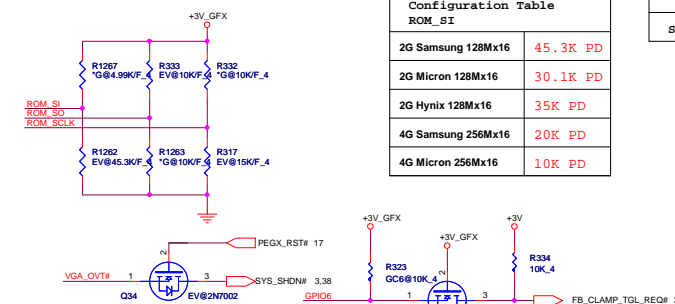 +3V_GFX
R1267
*G@4.99K/F_4
R333
EV@10K/F_4
R332
*G@10K/F_4
ROM_SI
ROM_SO
ROM_SCLK
R1262
EV@45.3K/F_4
R1263
*G@10K/F_4
R317
EV@15K/F_4
Configuration Table
ROM_SI
2G Samsung 128Mx16 45.3K PD
2G Micron 128Mx16 30.1K PD
2G Hynix 128Mx16 35K PD
4G Samsung 256Mx16 20K PD
4G Micron 256Mx16 10K PD
S
PEGX_RST# 17
2
VGA_OVT# 1
3 SYS_SHDN# 3,38
Q34
EV@2N7002
+3V_GFX
+3V_GFX
+3V
R323
GC6@10K_4
R334
10K_4
2
GPIO6 1
3 FB_CLAMP_TGL_REQ#